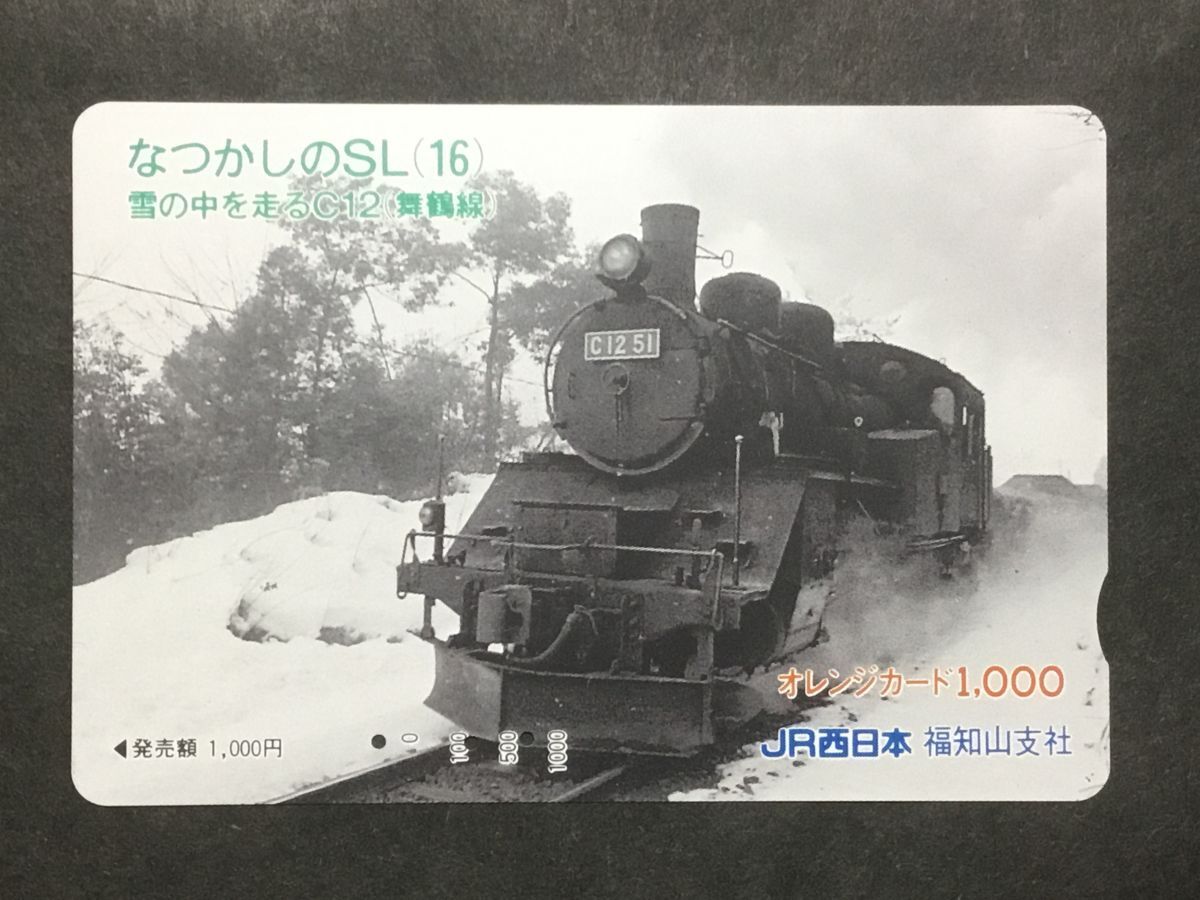 なつかしのSL(16)
雪の中を走るC12(舞鶴線)
C12 51
オレンジカード1,000
JR西日本 福知山支社
◀発売額 1,000円
0 100 500 1000